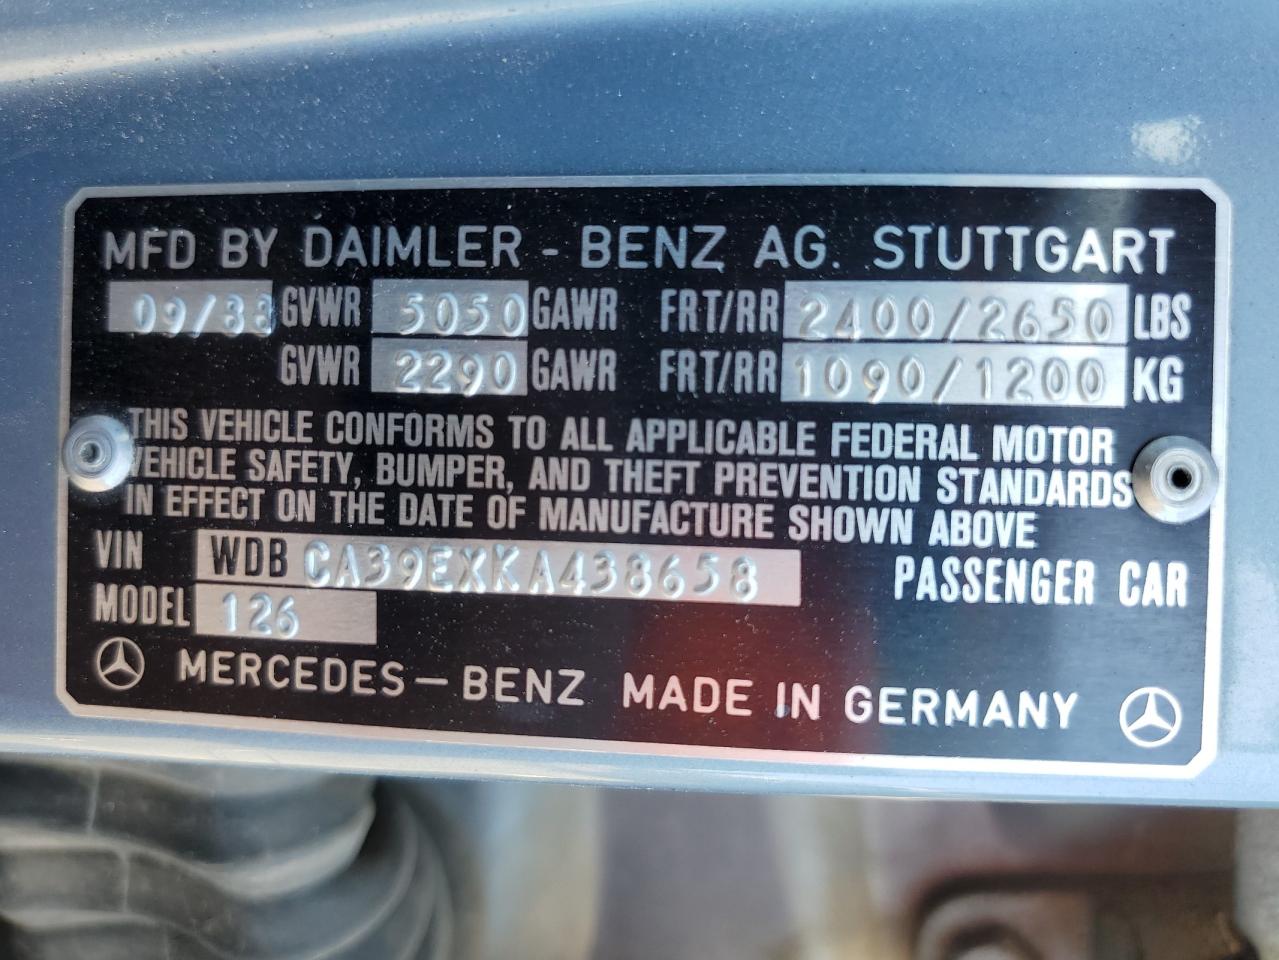 MFD BY DAIMLER - BENZ AG. STUTTGART
09/88 GVWR 5050 GAWR FRT/RR 2400/2650 LBS
GVWR 2290 GAWR FRT/RR 1090/1200 KG
THIS VEHICLE CONFORMS TO ALL APPLICABLE FEDERAL MOTOR
VEHICLE SAFETY, BUMPER, AND THEFT PREVENTION STANDARDS
IN EFFECT ON THE DATE OF MANUFACTURE SHOWN ABOVE
VIN WDB CA39EXKA438658 PASSENGER CAR
MODEL 126
MERCEDES - BENZ MADE IN GERMANY